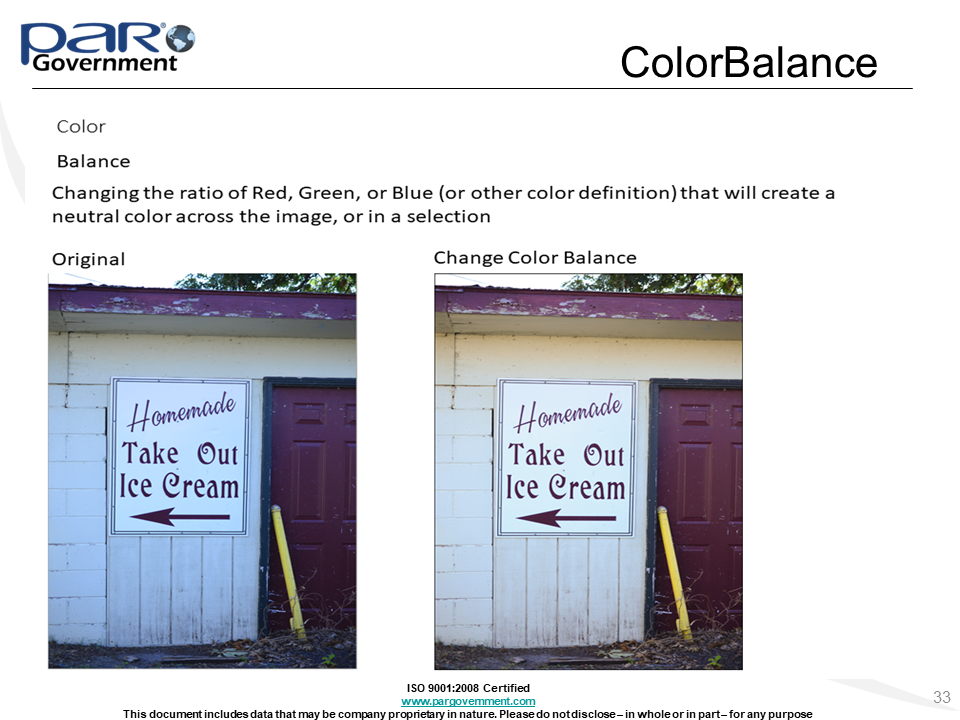 PAR®
Government
ColorBalance
Color
Balance
Changing the ratio of Red, Green, or Blue (or other color definition) that will create a
neutral color across the image, or in a selection
Original
Change Color Balance
Homemade
Take Out
Ice Cream
Homemade
Take Out
Ice Cream
ISO 9001:2008 Certified
www.pargovernment.com
This document includes data that may be company proprietary in nature. Please do not disclose – in whole or in part – for any purpose
33